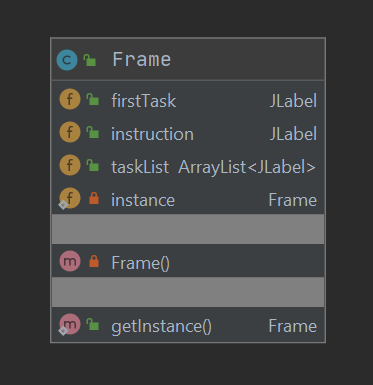 Frame
firstTask JLabel
instruction JLabel
taskList ArrayList<JLabel>
instance Frame
Frame()
getInstance() Frame